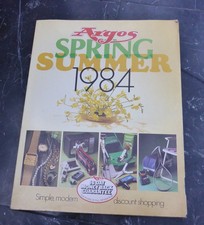 Argos
SPRING
SUMMER
1984
Simple, modern
discount shopping